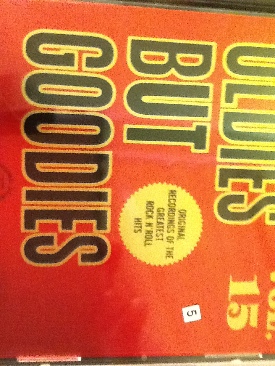 OLDIES
BUT
GOODIES
VOL.
15
ORIGINAL
RECORDINGS OF THE
GREATEST
ROCK N' ROLL
HITS
5